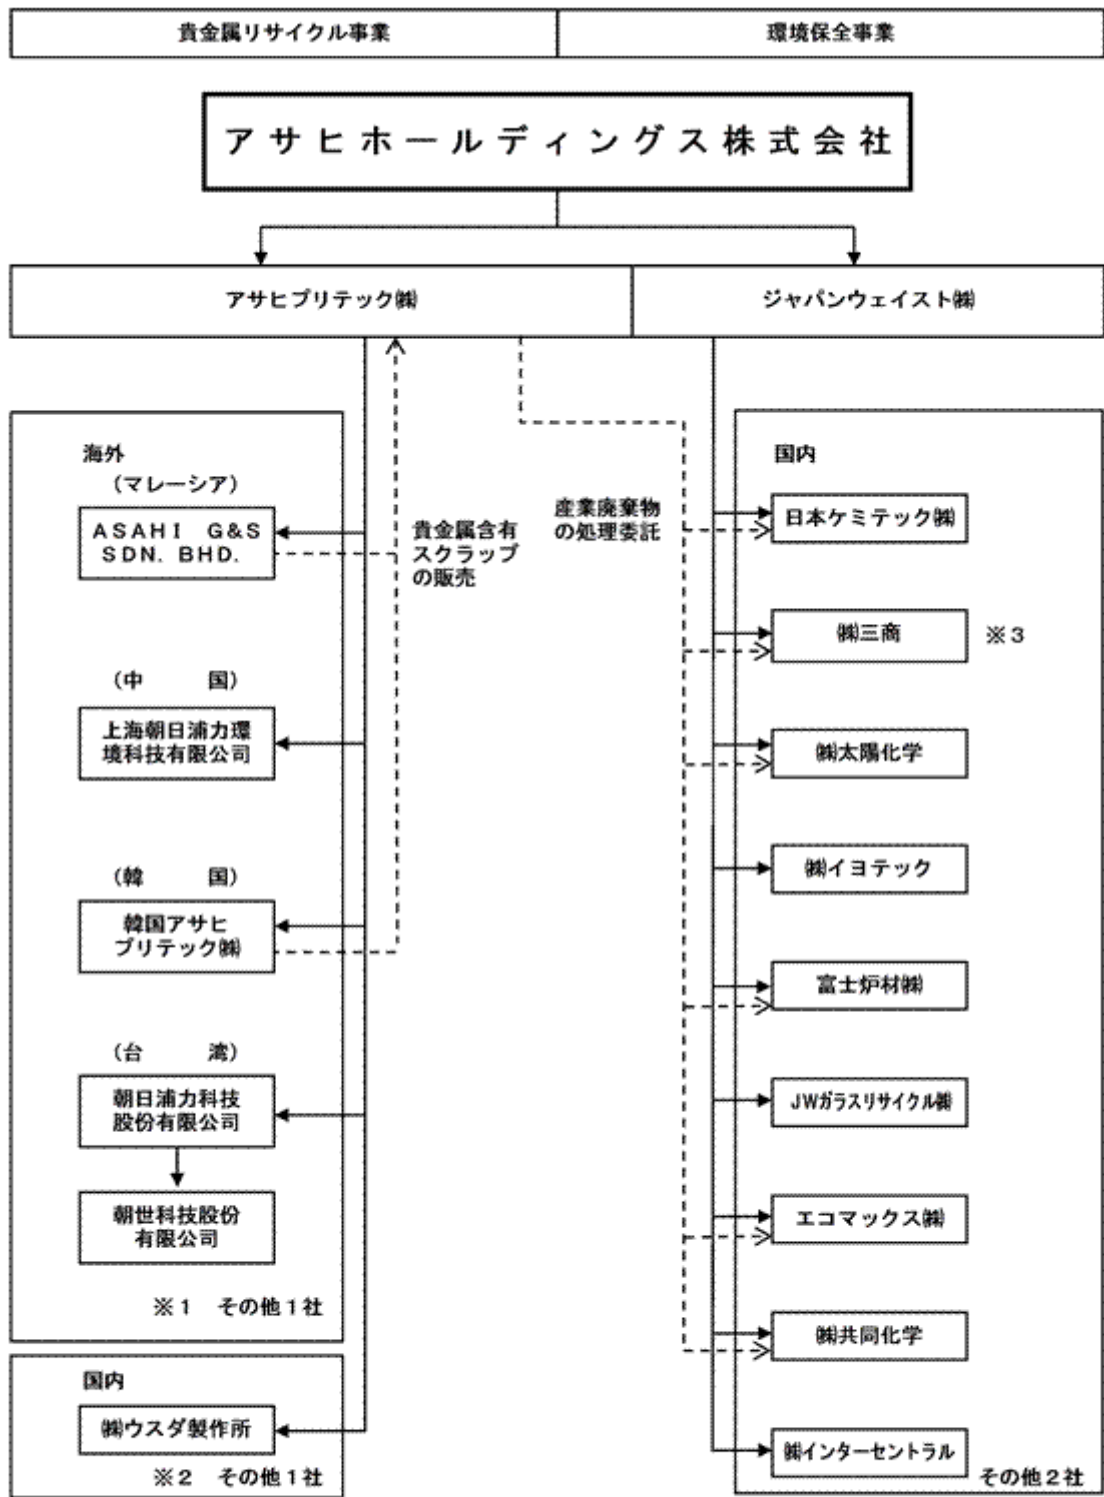 貴金属リサイクル事業
環境保全事業
アサヒホールディングス株式会社
アサヒプリテック㈱
ジャパンウェイスト㈱
海外
（マレーシア）
ＡＳＡＨＩ　Ｇ&Ｓ
ＳＤＮ．ＢＨＤ．
（中　　　国）
上海朝日浦力環
境科技有限公司
（韓　　　国）
韓国アサヒ
プリテック㈱
（台　　　湾）
朝日浦力科技
股份有限公司
朝世科技股份
有限公司
※１　その他１社
国内
㈱ウスダ製作所
※２　その他１社
貴金属含有
スクラップ
の販売
産業廃棄物
の処理委託
国内
日本ケミテック㈱
㈱三商
※３
㈱太陽化学
㈱イヨテック
富士炉材㈱
JWガラスリサイクル㈱
エコマックス㈱
㈱共同化学
㈱インターセントラル
その他２社